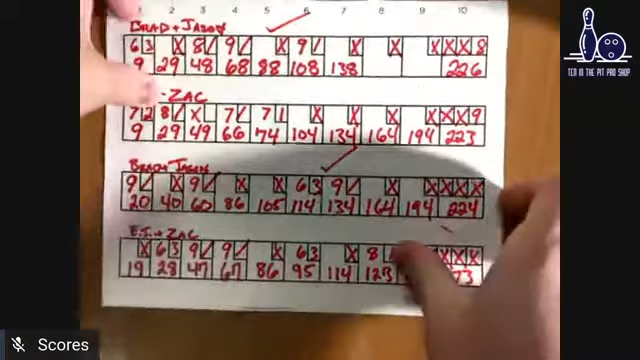 1 2 3 4 5 6 7 8 9 10
BRAD + JASON
6 3 X 8 / 9 / X 9 / X X X X X 8
9 29 48 68 88 108 138 226
-ZAC
7 2 8 / X 7 / 7 1 X X X X X X 9
9 29 49 66 74 104 134 164 194 223
BRAD + JASON
9 / X 9 / X X 6 3 9 / X X X X X
20 40 60 86 105 114 134 164 194 224
E.J. + ZAC
X 6 3 9 / 9 / X 6 3 X 8 X X X
19 28 47 67 86 95 114 123 73
TEN IN THE PIT PRO SHOP
Scores